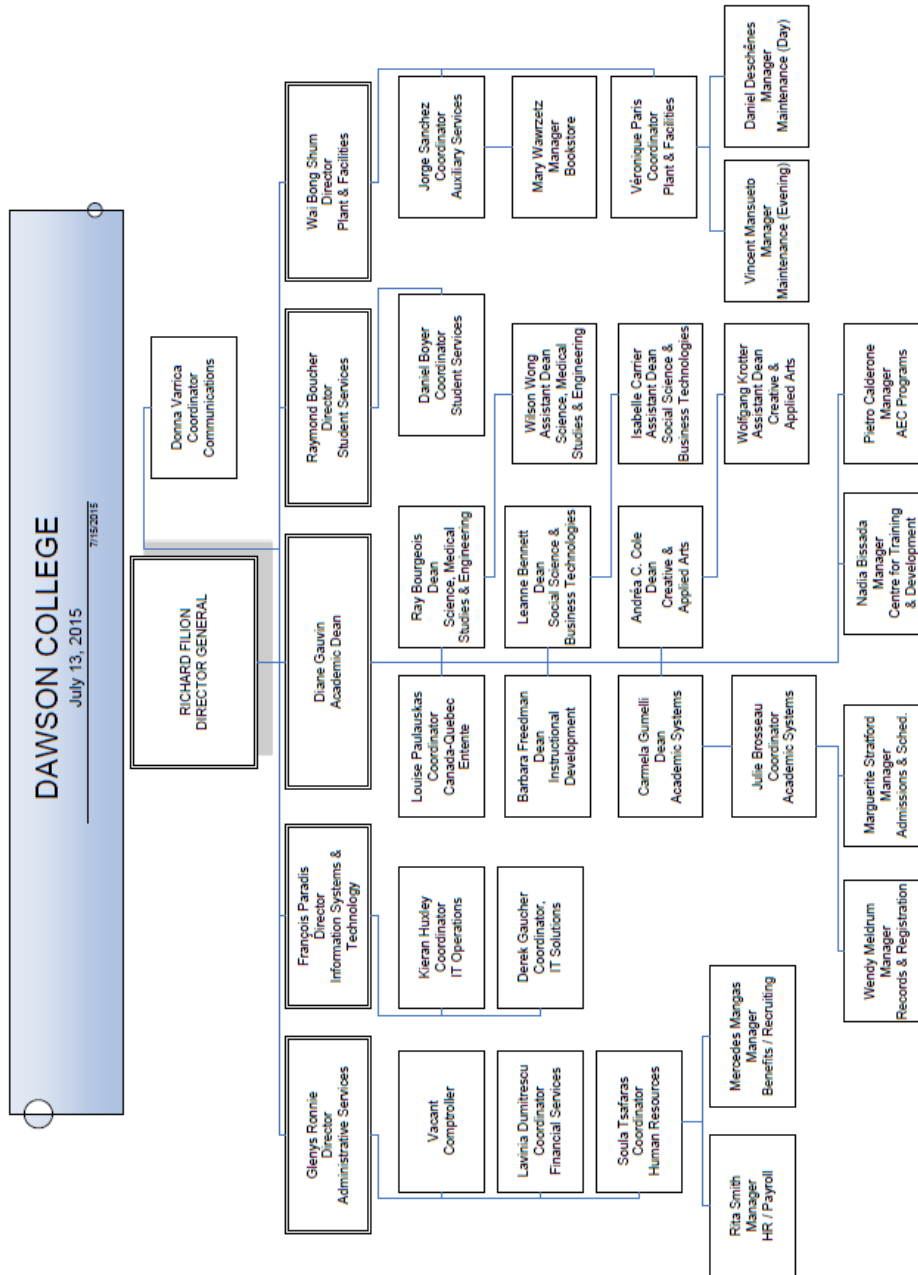 DAWSON COLLEGE
July 13, 2015
7/15/2015
RICHARD FILION
DIRECTOR GENERAL
Donna Varrica
Coordinator
Communications
Glenys Ronnie
Director
Administrative Services
François Paradis
Director
Information Systems &
Technology
Diane Gauvin
Academic Dean
Raymond Boucher
Director
Student Services
Wai Bong Shum
Director
Plant & Facilities
Vacant
Comptroller
Lavinia Dumitrescu
Coordinator
Financial Services
Soula Tsafaras
Coordinator
Human Resources
Rita Smith
Manager
HR / Payroll
Mercedes Mangas
Manager
Benefits / Recruiting
Kieran Huxley
Coordinator
IT Operations
Derek Gaucher
Coordinator,
IT Solutions
Louise Paulauskas
Coordinator
Canada-Quebec
Entente
Barbara Freedman
Dean
Instructional
Development
Carmela Gumelli
Dean
Academic Systems
Julie Brosseau
Coordinator
Academic Systems
Wendy Meldrum
Manager
Records & Registration
Marguerite Stratford
Manager
Admissions & Sched.
Ray Bourgeois
Dean
Science, Medical
Studies & Engineering
Leanne Bennett
Dean
Social Science &
Business Technologies
Andréa C. Cole
Dean
Creative &
Applied Arts
Wilson Wong
Assistant Dean
Science, Medical
Studies & Engineering
Isabelle Carrier
Assistant Dean
Social Science &
Business Technologies
Wolfgang Krotter
Assistant Dean
Creative &
Applied Arts
Nadia Bissada
Manager
Centre for Training
& Development
Pietro Calderone
Manager
AEC Programs
Daniel Boyer
Coordinator
Student Services
Jorge Sanchez
Coordinator
Auxiliary Services
Mary Wawrzetz
Manager
Bookstore
Véronique Paris
Coordinator
Plant & Facilities
Vincent Mansueto
Manager
Maintenance (Evening)
Daniel Deschênes
Manager
Maintenance (Day)